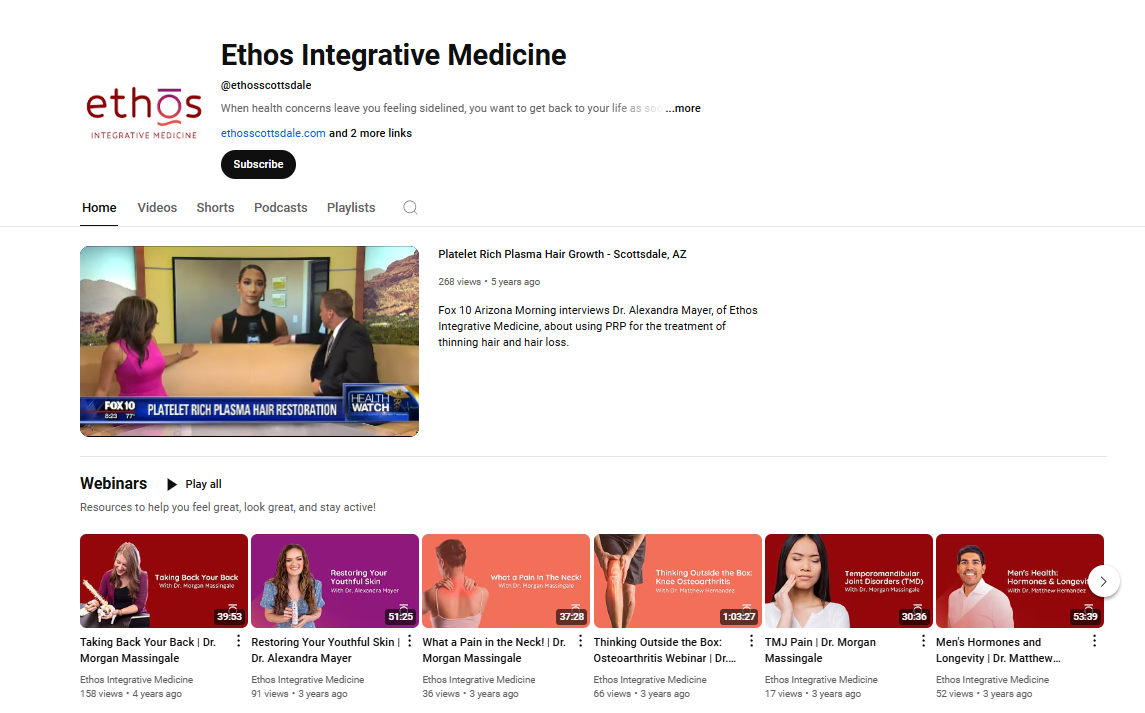 Ethos Integrative Medicine
@ethosscottsdale
ethōs
INTEGRATIVE MEDICINE
When health concerns leave you feeling sidelined, you want to get back to your life as soo ...more
ethosscottsdale.com and 2 more links
Subscribe
Home Videos Shorts Podcasts Playlists
Platelet Rich Plasma Hair Growth - Scottsdale, AZ
268 views • 5 years ago
Fox 10 Arizona Morning interviews Dr. Alexandra Mayer, of Ethos
Integrative Medicine, about using PRP for the treatment of
thinning hair and hair loss.
FOX 10
8:23 77°
PLATELET RICH PLASMA HAIR RESTORATION
HEALTH
WATCH
Webinars Play all
Resources to help you feel great, look great, and stay active!
Taking Back Your Back
With Dr. Morgan Massingale
39:53
Restoring Your
Youthful Skin
With Dr. Alexandra Mayer
51:25
What a Pain In The Neck!
With Dr. Morgan Massingale
37:28
Thinking Outside the Box:
Knee Osteoarthritis
With Dr. Matthew Hernandez
1:03:27
Temporomandibular
Joint Disorders (TMD)
With Dr. Morgan Massingale
30:36
Men's Health:
Hormones & Longevi
With Dr. Matthew Hernandez
53:39
Taking Back Your Back | Dr.
Morgan Massingale
Ethos Integrative Medicine
158 views • 4 years ago
Restoring Your Youthful Skin |
Dr. Alexandra Mayer
Ethos Integrative Medicine
91 views • 3 years ago
What a Pain in the Neck! | Dr.
Morgan Massingale
Ethos Integrative Medicine
36 views • 3 years ago
Thinking Outside the Box:
Osteoarthritis Webinar | Dr....
Ethos Integrative Medicine
66 views • 3 years ago
TMJ Pain | Dr. Morgan
Massingale
Ethos Integrative Medicine
17 views • 3 years ago
Men's Hormones and
Longevity | Dr. Matthew...
Ethos Integrative Medicine
52 views • 3 years ago